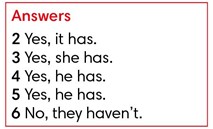 Answers
2 Yes, it has.
3 Yes, she has.
4 Yes, he has.
5 Yes, he has.
6 No, they haven’t.